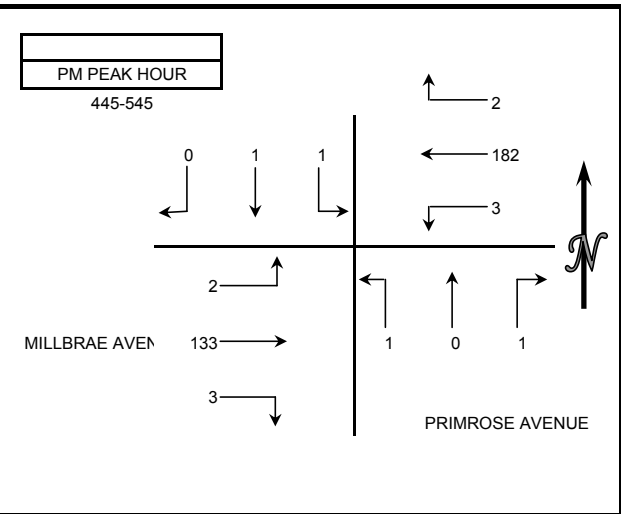 PM PEAK HOUR
445-545
2
0 1 1
182
3
N
2
MILLBRAE AVEN 133
1 0 1
3
PRIMROSE AVENUE